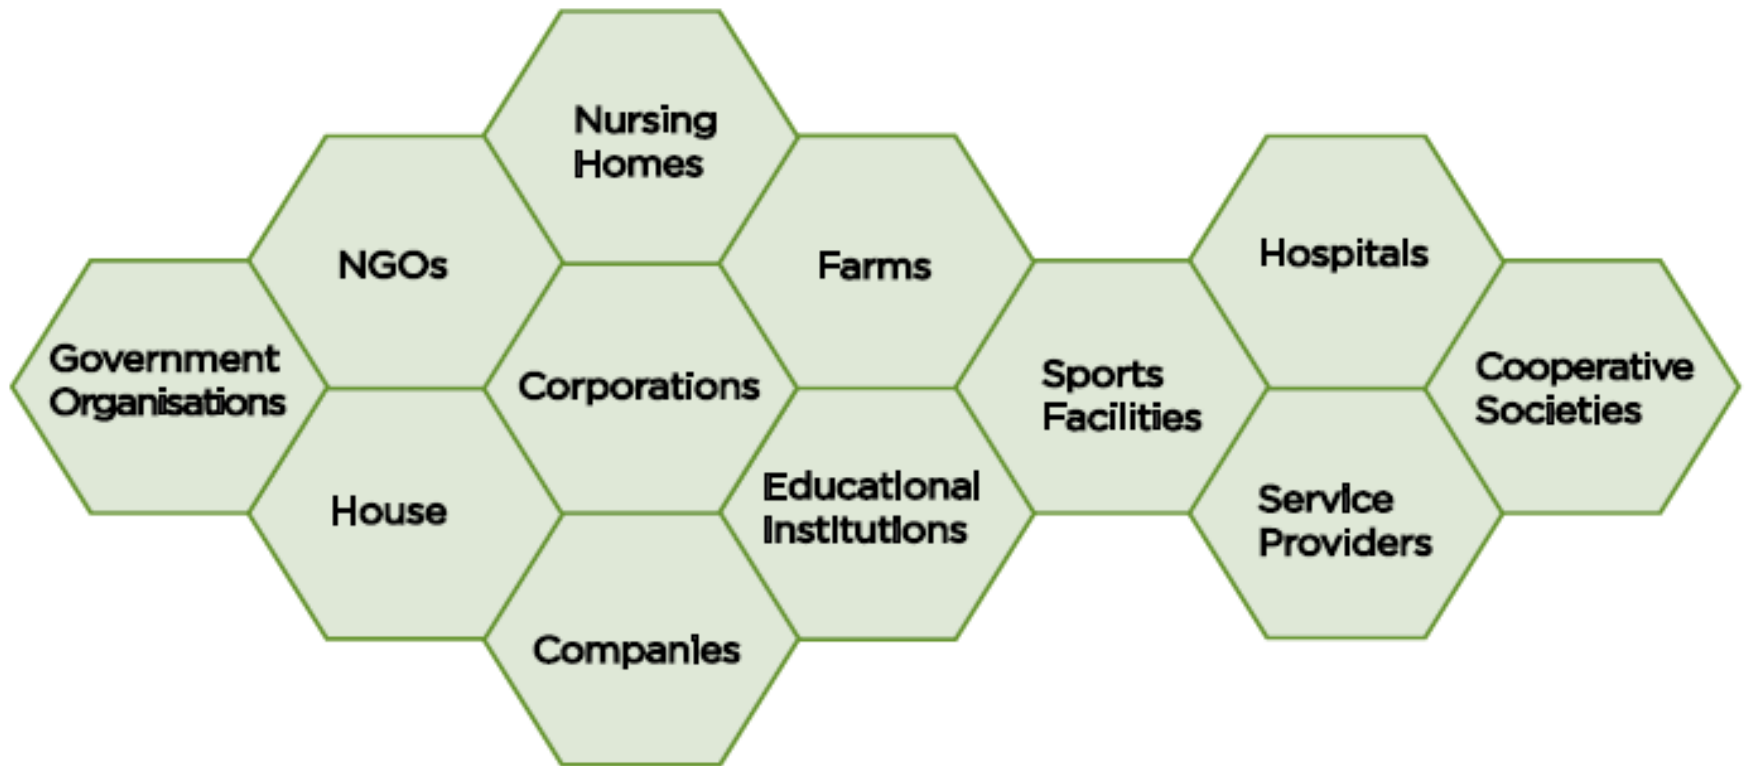 Nursing
Homes
NGOs
Farms
Hospitals
Government
Organisations
Corporations
Sports
Facilities
Cooperative
Societies
House
Educational
Institutions
Service
Providers
Companies